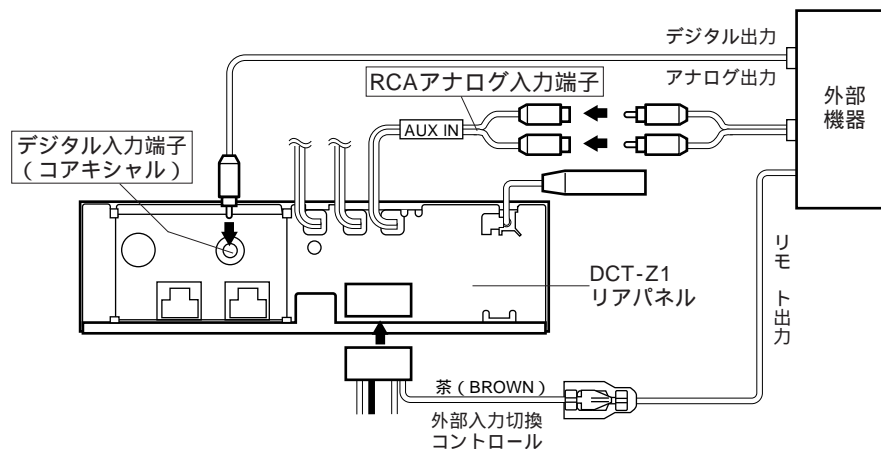 デジタル出力
RCAアナログ入力端子
アナログ出力
外部
機器
AUX IN
デジタル入力端子
(コアキシャル)
DCT-Z1
リアパネル
リモート出力
茶(BROWN)
外部入力切換
コントロール